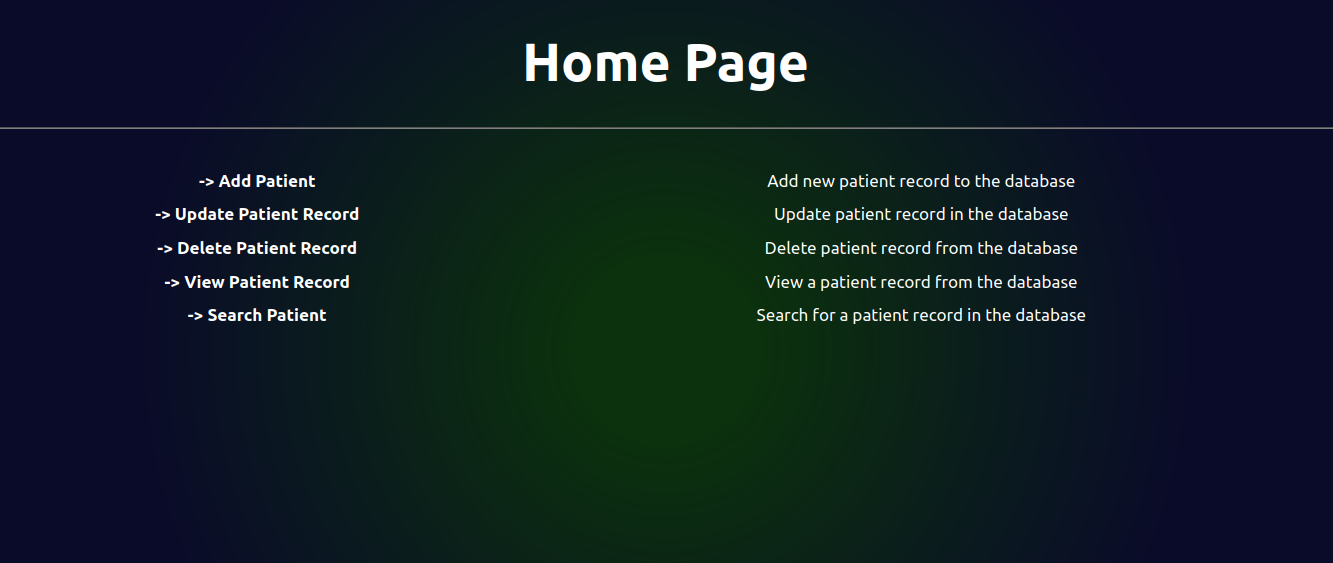 Home Page
-> Add Patient Add new patient record to the database
-> Update Patient Record Update patient record in the database
-> Delete Patient Record Delete patient record from the database
-> View Patient Record View a patient record from the database
-> Search Patient Search for a patient record in the database